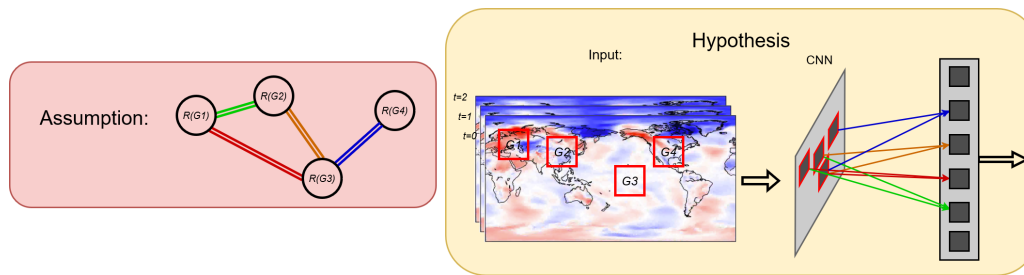 Assumption:
R(G1)
R(G2)
R(G3)
R(G4)
Hypothesis
Input:
t=2
t=1
t=0
G1
G2
G3
G4
CNN